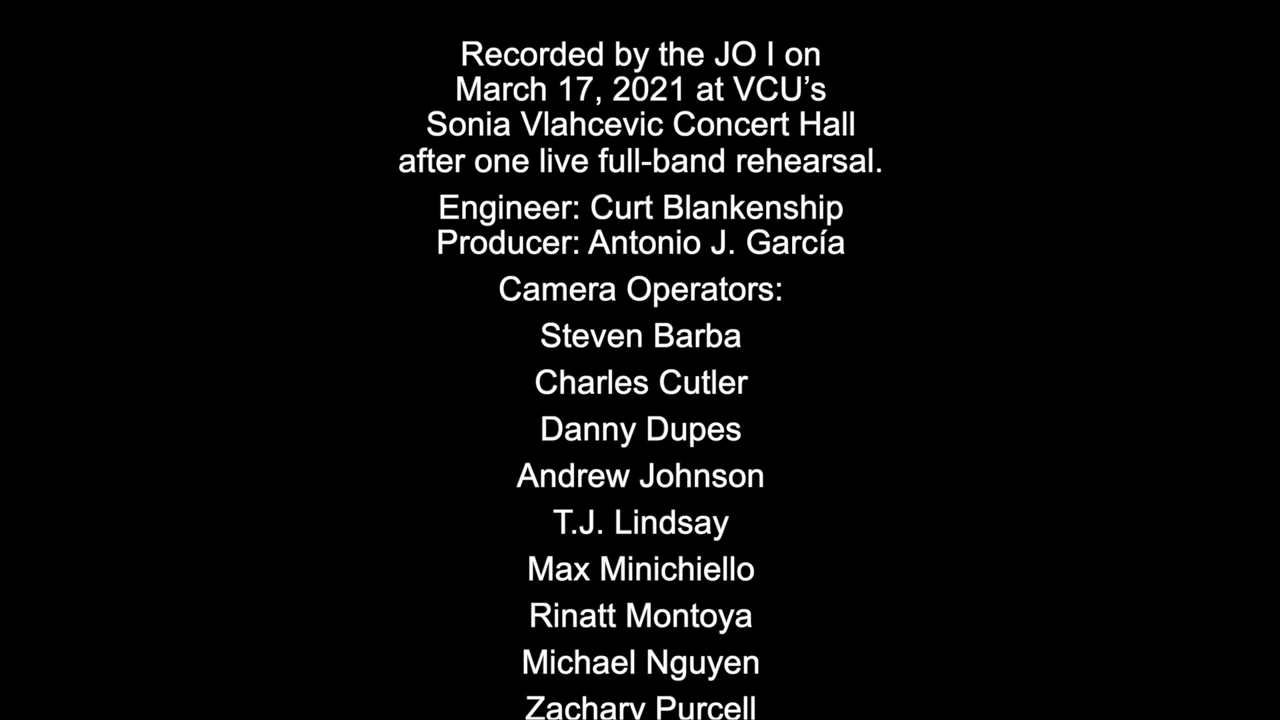 Recorded by the JO I on
March 17, 2021 at VCU’s
Sonia Vlahcevic Concert Hall
after one live full-band rehearsal.
Engineer: Curt Blankenship
Producer: Antonio J. García
Camera Operators:
Steven Barba
Charles Cutler
Danny Dupes
Andrew Johnson
T.J. Lindsay
Max Minichiello
Rinatt Montoya
Michael Nguyen
Zachary Purcell